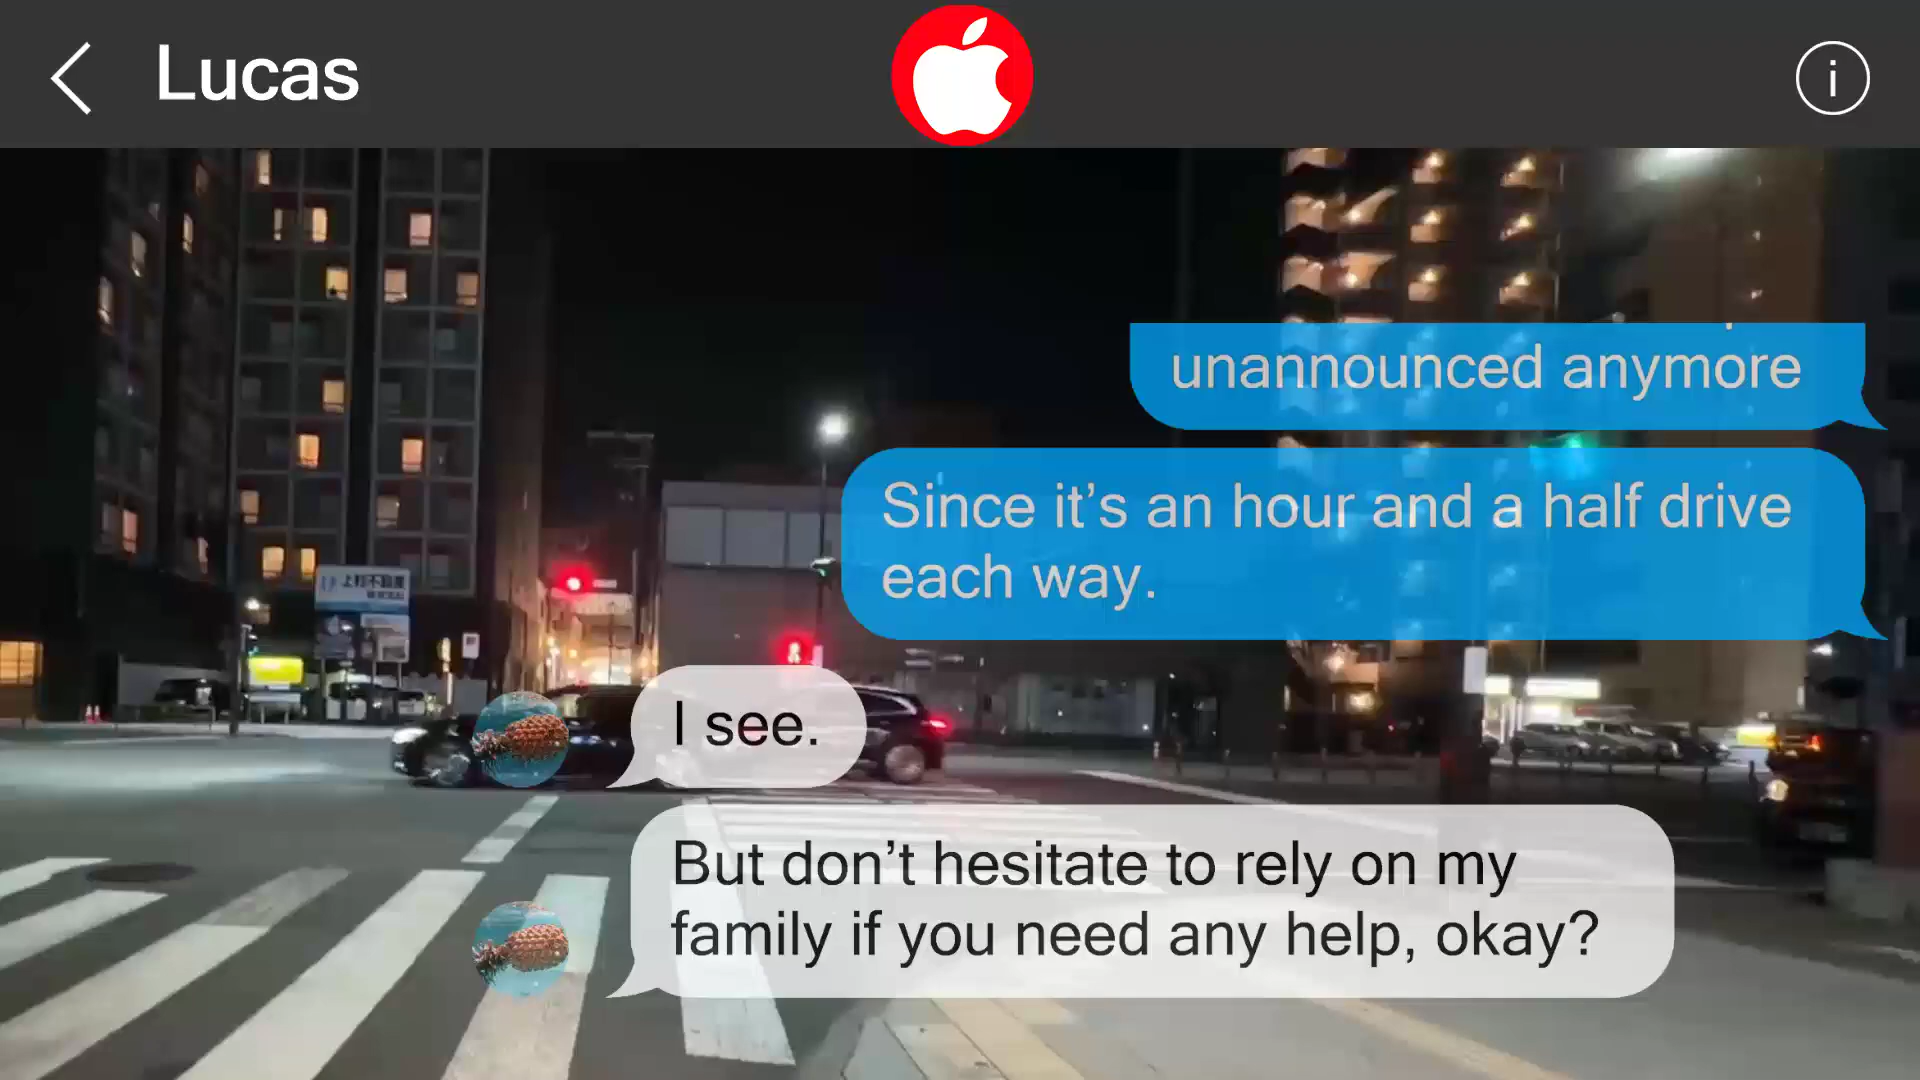 Lucas
unannounced anymore
Since it's an hour and a half drive
each way.
I see.
But don't hesitate to rely on my
family if you need any help, okay?